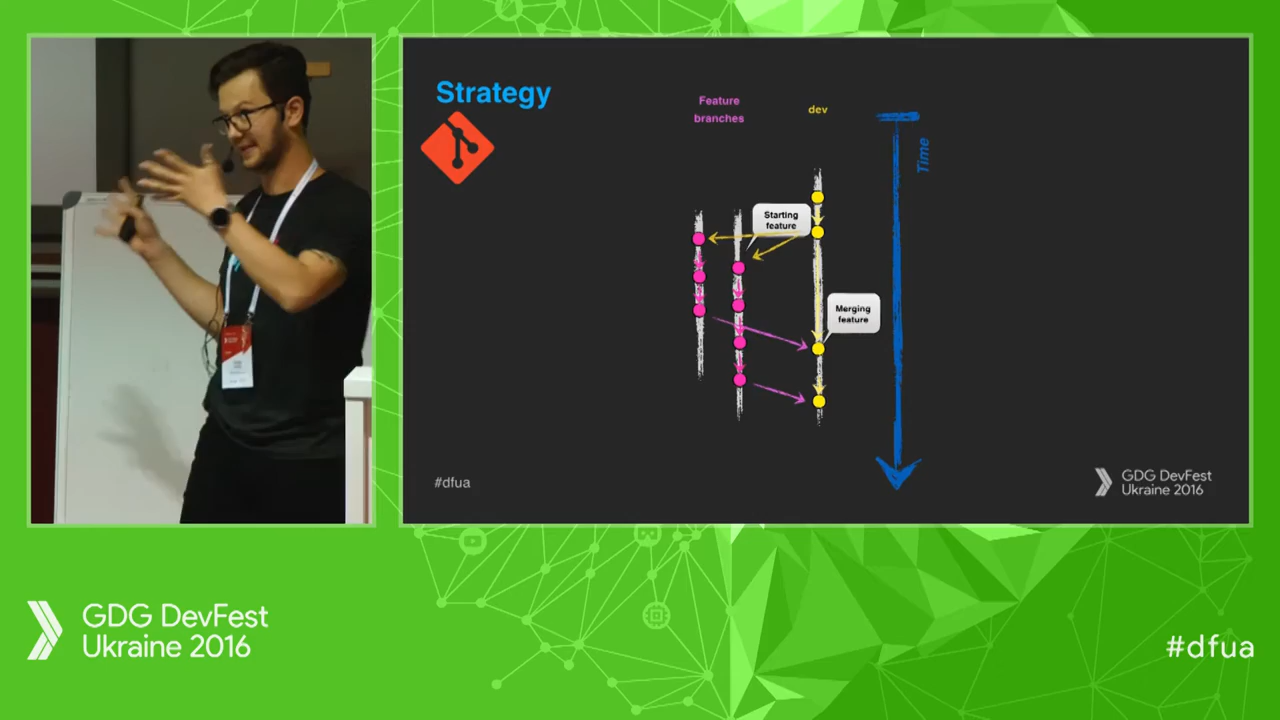 Strategy
Feature
branches
dev
Time
Starting
feature
Merging
feature
#dfua
GDG DevFest
Ukraine 2016
GDG DevFest
Ukraine 2016
#dfua